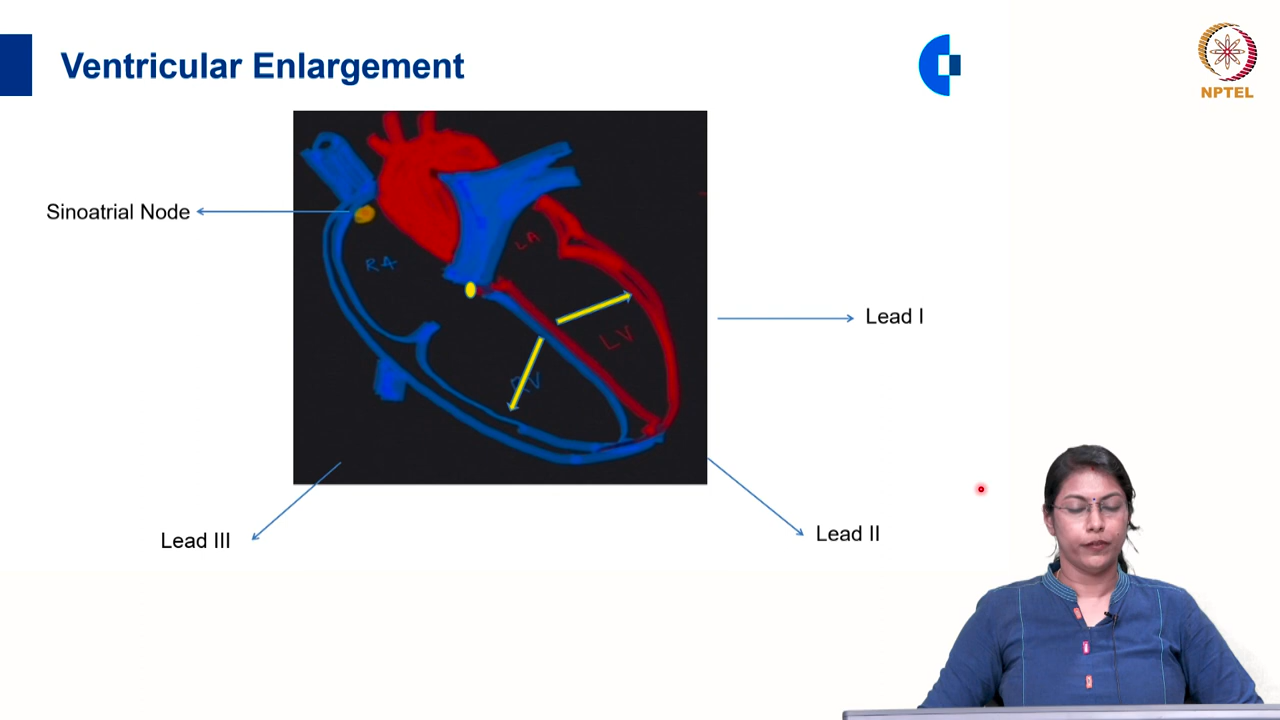 Ventricular Enlargement
NPTEL
Sinoatrial Node
LA
RA
LV
RV
Lead I
Lead II
Lead III